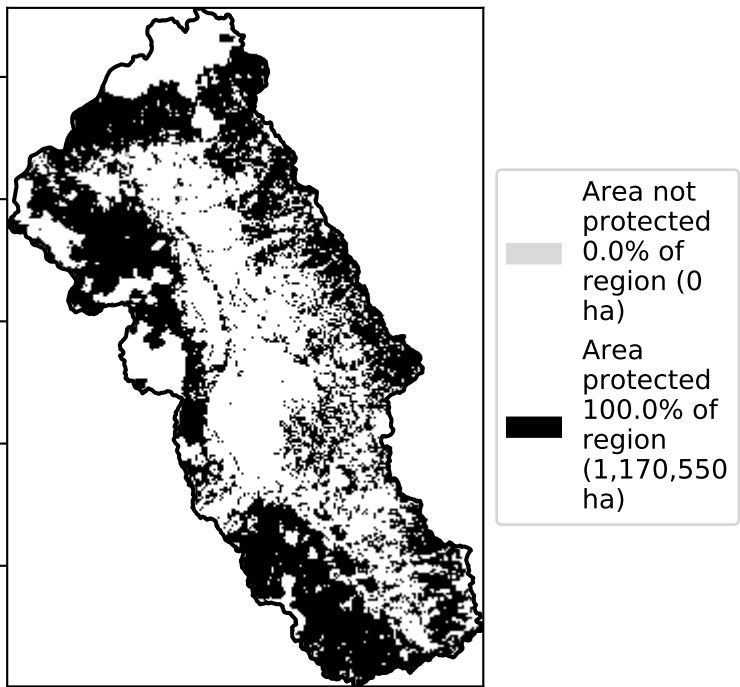 Area not
protected
0.0% of
region (0
ha)
Area
protected
100.0% of
region
(1,170,550
ha)